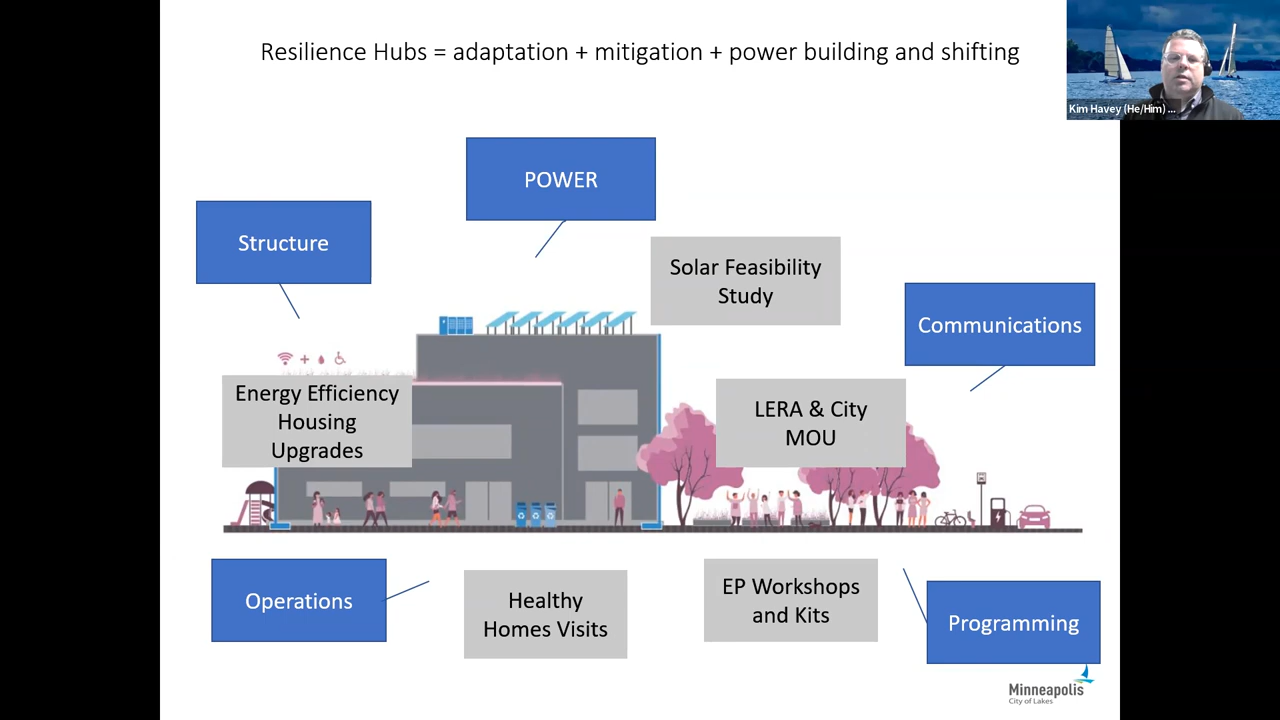 Resilience Hubs = adaptation + mitigation + power building and shifting
Kim Havey (He/Him) ...
POWER
Structure
Solar Feasibility
Study
Communications
Energy Efficiency
Housing
Upgrades
LERA & City
MOU
Operations
Healthy
Homes Visits
EP Workshops
and Kits
Programming
Minneapolis
City of Lakes